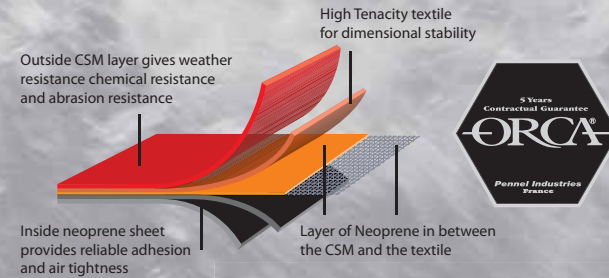 High Tenacity textile
for dimensional stability
Outside CSM layer gives weather
resistance chemical resistance
and abrasion resistance
5 Years
Contractual Guarantee
ORCA®
Pennel Industries
France
Inside neoprene sheet
provides reliable adhesion
and air tightness
Layer of Neoprene in between
the CSM and the textile